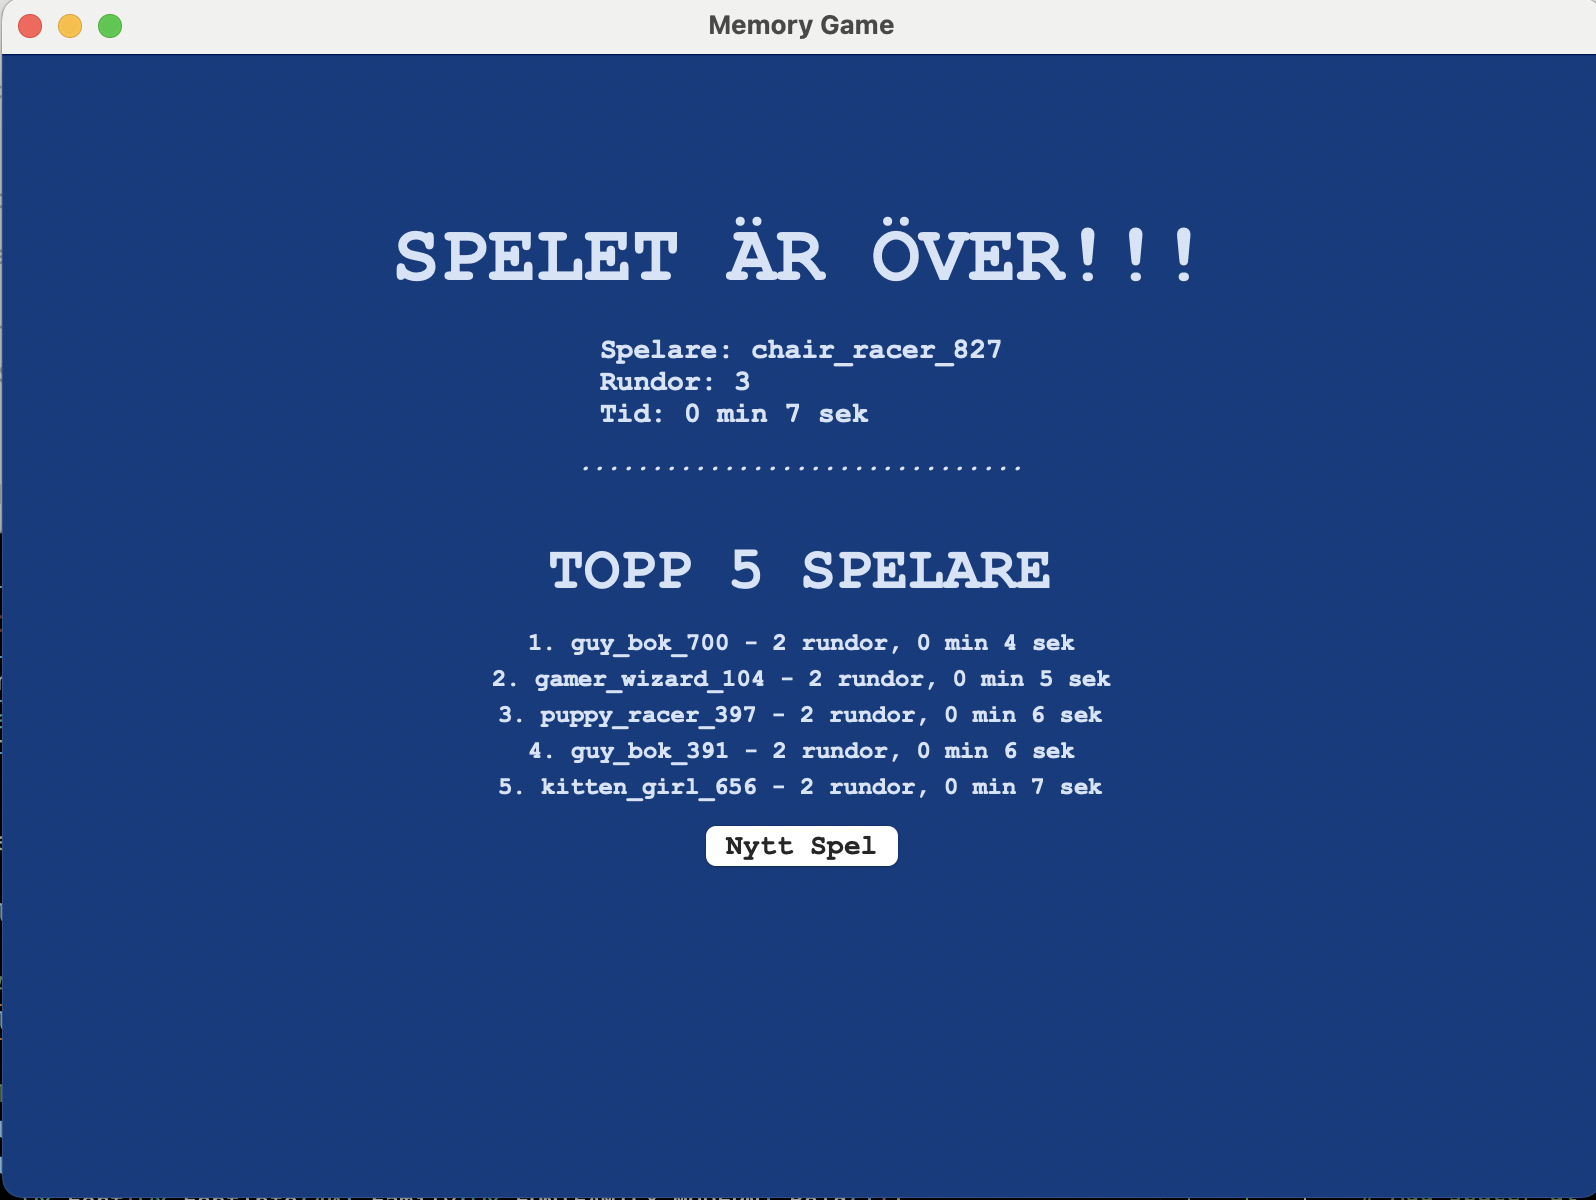 Memory Game
SPELET ÄR ÖVER!!!
Spelare: chair_racer_827
Rundor: 3
Tid: 0 min 7 sek
...............................
TOPP 5 SPELARE
1. guy_bok_700 - 2 rundor, 0 min 4 sek
2. gamer_wizard_104 - 2 rundor, 0 min 5 sek
3. puppy_racer_397 - 2 rundor, 0 min 6 sek
4. guy_bok_391 - 2 rundor, 0 min 6 sek
5. kitten_girl_656 - 2 rundor, 0 min 7 sek
Nytt Spel